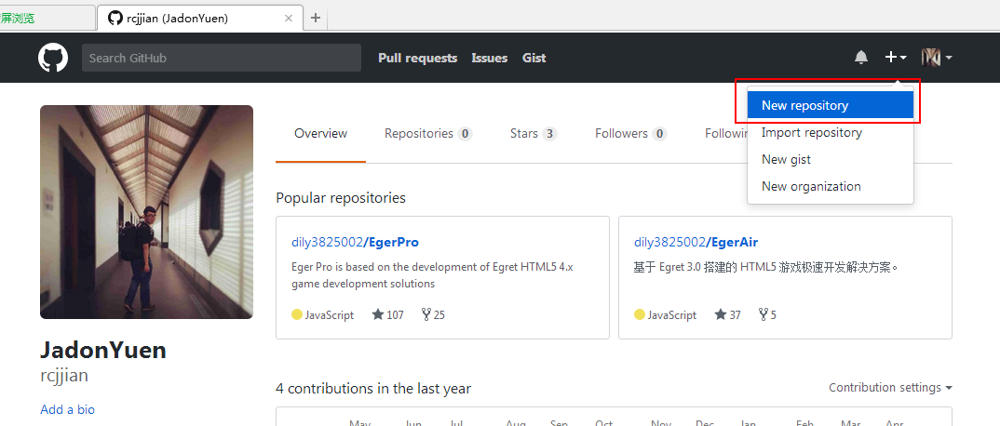 屏浏览
rcjjian (JadonYuen)
Search GitHub
Pull requests Issues Gist
New repository
Import repository
New gist
New organization
Overview Repositories 0 Stars 3 Followers 0 Followin
Popular repositories
dily3825002/EgerPro
Eger Pro is based on the development of Egret HTML5 4.x
game development solutions
JavaScript 107 25
dily3825002/EgerAir
基于 Egret 3.0 搭建的 HTML5 游戏极速开发解决方案。
JavaScript 37 5
JadonYuen
rcjjian
Add a bio
4 contributions in the last year
Contribution settings
May Jun Jul Aug Sep Oct Nov Dec Jan Feb Mar Apr